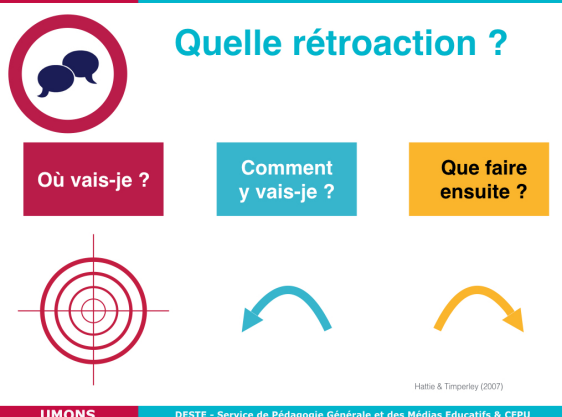 Quelle rétroaction ?
Où vais-je ?
Comment
y vais-je ?
Que faire
ensuite ?
Hattie & Timperley (2007)
UMONS
DESTE - Service de Pédagogie Générale et des Médias Educatifs & CEPU